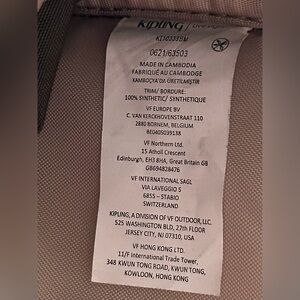 Kipling
0621/63503
MADE IN CAMBODIA
FABRIQUÉ AU CAMBODGE
KAMBOÇYA'DA ÜRETİLMİŞTİR
TRIM/ BORDURE:
100% SYNTHETIC/ SYNTHETIQUE
VF EUROPE BV
C. VAN KERCKHOVENSTRAAT 110
2880 BORNEM, BELGIUM
BE0405039138
VF Northern Ltd.
15 Atholl Crescent
Edinburgh, EH3 8HA, Great Britain GB
GB694828476
VF INTERNATIONAL SAGL
VIA LAVEGGIO 5
6855 – STABIO
SWITZERLAND
KIPLING, A DIVISION OF VF OUTDOOR, LLC.
525 WASHINGTON BLD, 27th FLOOR
JERSEY CITY, NJ 07310, USA
VF HONG KONG LTD.
11/F International Trade Tower,
348 KWUN TONG ROAD, KWUN TONG,
KOWLOON, HONG KONG